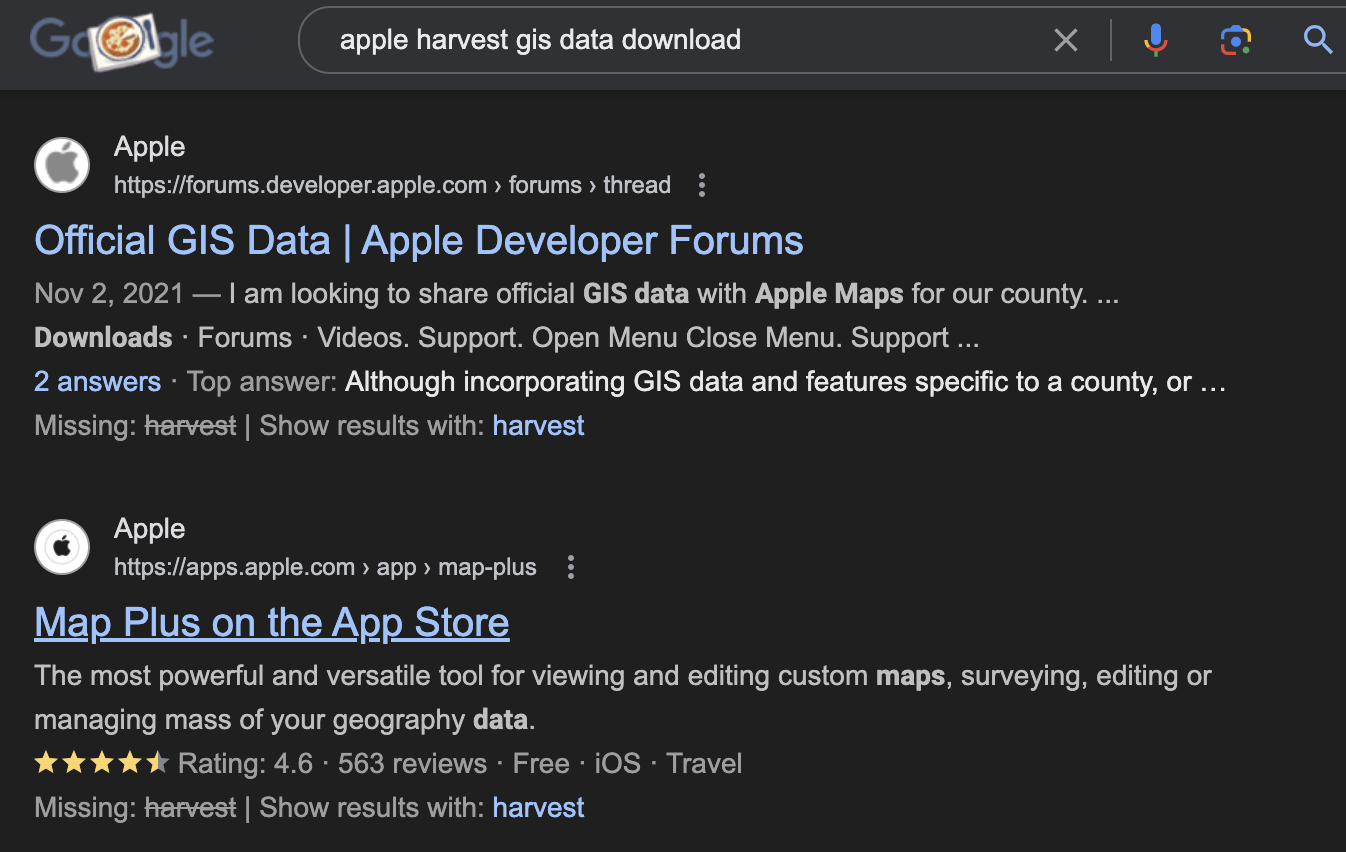 Google
apple harvest gis data download
Apple
https://forums.developer.apple.com › forums › thread
Official GIS Data | Apple Developer Forums
Nov 2, 2021 — I am looking to share official GIS data with Apple Maps for our county. ...
Downloads · Forums · Videos. Support. Open Menu Close Menu. Support ...
2 answers · Top answer: Although incorporating GIS data and features specific to a county, or …
Missing: harvest | Show results with: harvest
Apple
https://apps.apple.com › app › map-plus
Map Plus on the App Store
The most powerful and versatile tool for viewing and editing custom maps, surveying, editing or
managing mass of your geography data.
Rating: 4.6 · 563 reviews · Free · iOS · Travel
Missing: harvest | Show results with: harvest